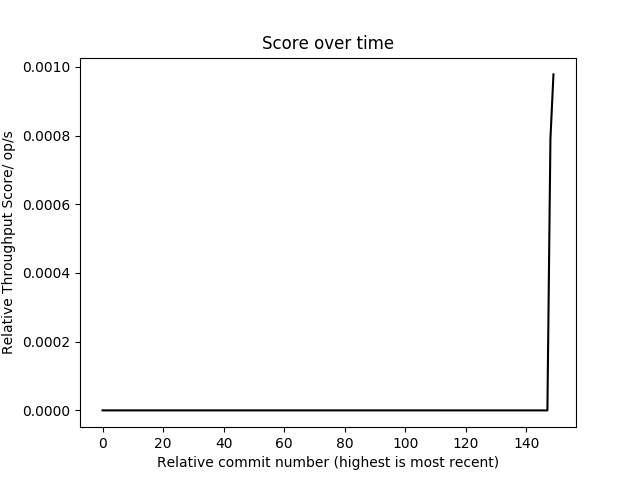 Score over time
Relative Throughput Score/ op/s
0.0010
0.0008
0.0006
0.0004
0.0002
0.0000
0 20 40 60 80 100 120 140
Relative commit number (highest is most recent)